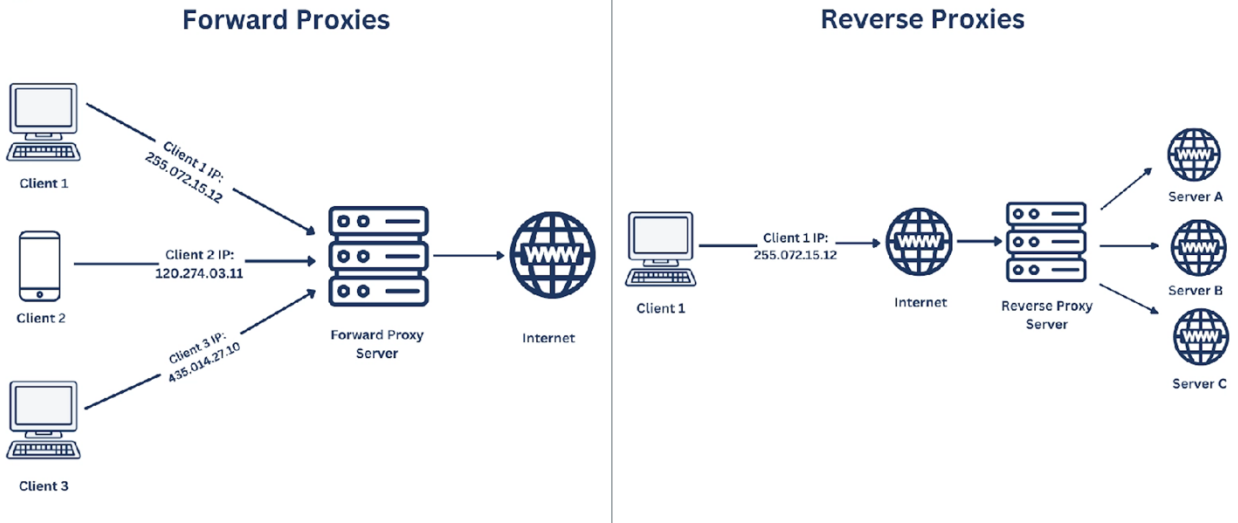 Forward Proxies
Client 1
Client 1 IP:
255.072.15.12
Client 2
Client 2 IP:
120.274.03.11
Client 3
Client 3 IP:
435.014.27.10
Forward Proxy
Server
WWW
Internet
Reverse Proxies
Client 1
Client 1 IP:
255.072.15.12
WWW
Internet
Reverse Proxy
Server
WWW
Server A
WWW
Server B
WWW
Server C